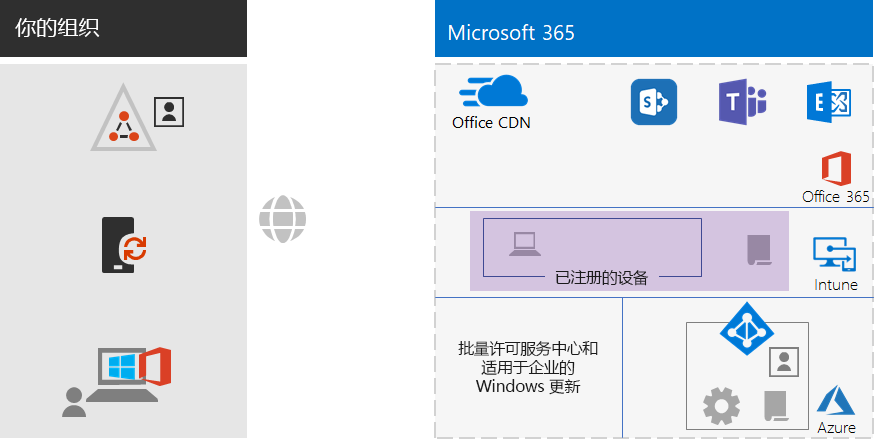 你的组织
Microsoft 365
Office CDN
S
T
E
Office 365
已注册的设备
Intune
批量许可服务中心和
适用于企业的
Windows 更新
Azure